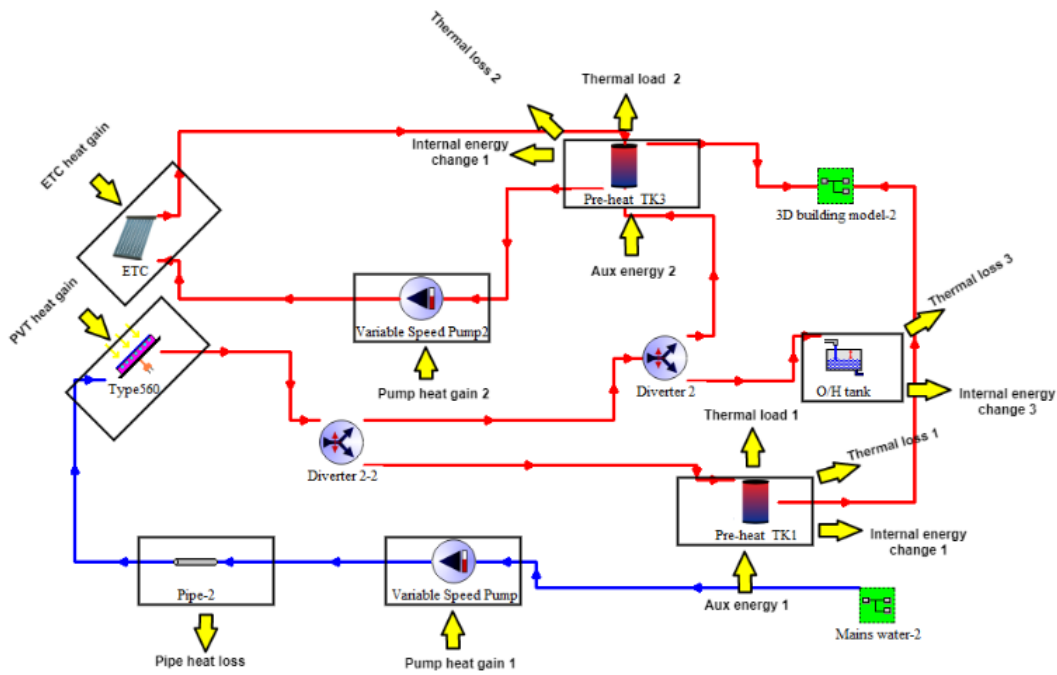 Thermal loss 2
Thermal load 2
ETC heat gain
Internal energy
change 1
Pre-heat TK3
3D building model-2
ETC
Aux energy 2
Thermal loss 3
PVT heat gain
Variable Speed Pump2
Type560
Diverter 2
O/H tank
Pump heat gain 2
Internal energy
change 3
Thermal load 1
Diverter 2-2
Thermal loss 1
Pre-heat TK1
Internal energy
change 1
Pipe-2
Variable Speed Pump
Aux energy 1
Mains water-2
Pipe heat loss
Pump heat gain 1